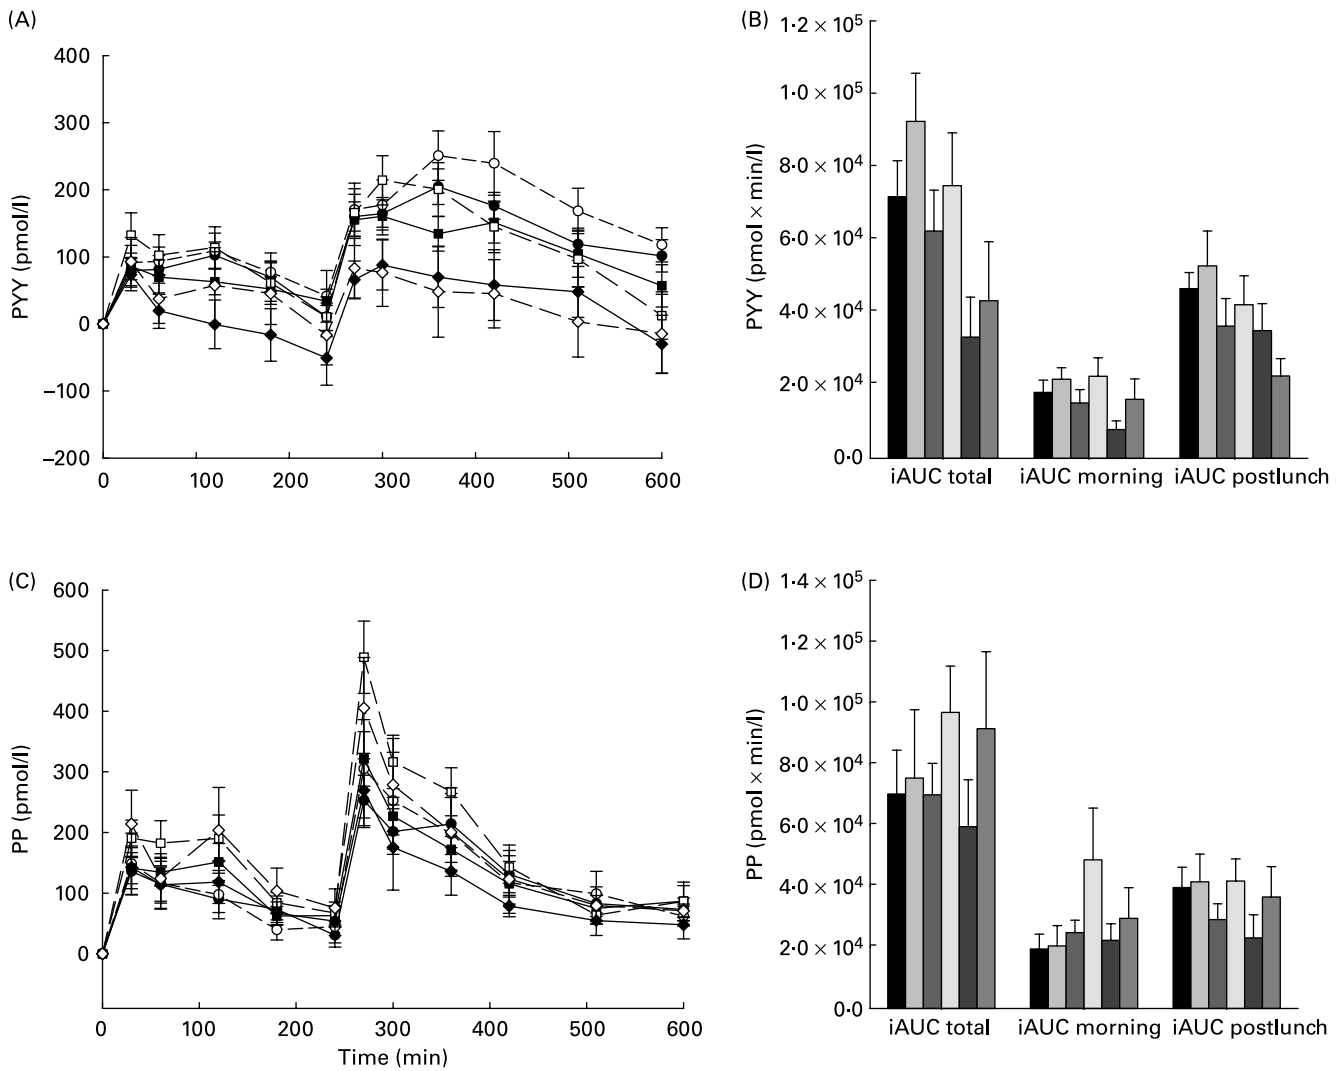 (A)
400
300
200
100
0
–100
–200
PYY (pmol/l)
0 100 200 300 400 500 600
(B)
1·2 × 10⁵
1·0 × 10⁵
8·0 × 10⁴
6·0 × 10⁴
4·0 × 10⁴
2·0 × 10⁴
0·0
PYY (pmol × min/l)
iAUC total iAUC morning iAUC postlunch
(C)
600
500
400
300
200
100
0
PP (pmol/l)
0 100 200 300 400 500 600
Time (min)
(D)
1·4 × 10⁵
1·2 × 10⁵
1·0 × 10⁵
8·0 × 10⁴
6·0 × 10⁴
4·0 × 10⁴
2·0 × 10⁴
0·0
PP (pmol × min/l)
iAUC total iAUC morning iAUC postlunch